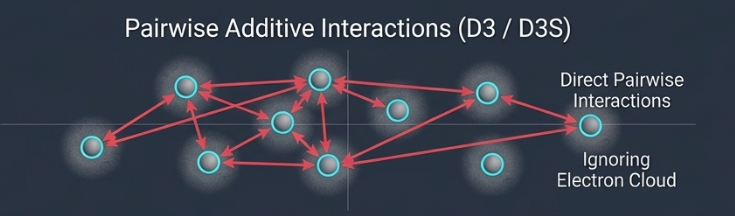 Pairwise Additive Interactions (D3 / D3S)
Direct Pairwise
Interactions
Ignoring
Electron Cloud